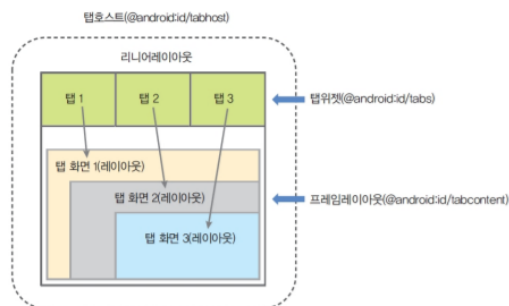 탭호스트(@android:id/tabhost)
리니어레이아웃
탭 1 탭 2 탭 3
탭위젯(@android:id/tabs)
탭 화면 1(레이아웃)
탭 화면 2(레이아웃)
프레임레이아웃(@android:id/tabcontent)
탭 화면 3(레이아웃)